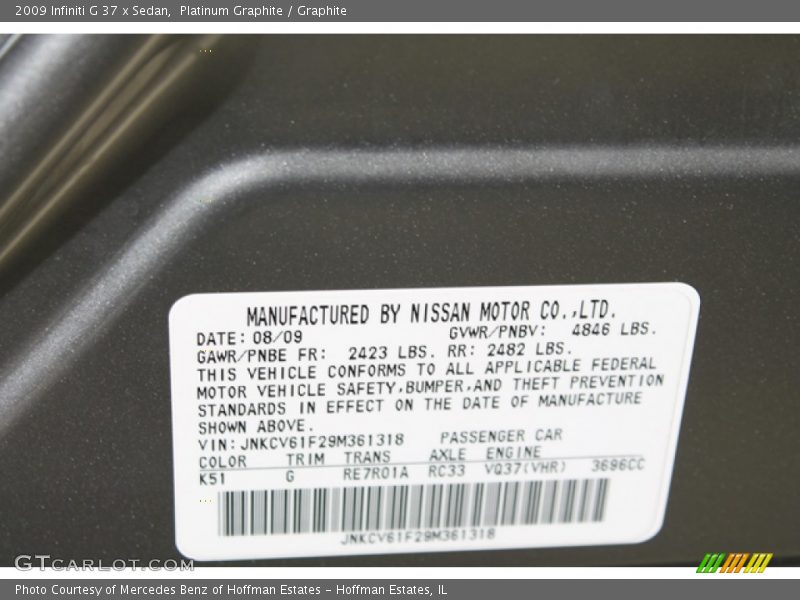 2009 Infiniti G 37 x Sedan, Platinum Graphite / Graphite
MANUFACTURED BY NISSAN MOTOR CO.,LTD.
DATE: 08/09 GVWR/PNBV: 4846 LBS.
GAWR/PNBE FR: 2423 LBS. RR: 2482 LBS.
THIS VEHICLE CONFORMS TO ALL APPLICABLE FEDERAL
MOTOR VEHICLE SAFETY,BUMPER,AND THEFT PREVENTION
STANDARDS IN EFFECT ON THE DATE OF MANUFACTURE
SHOWN ABOVE.
VIN: JNKCV61F29M361318 PASSENGER CAR
COLOR TRIM TRANS AXLE ENGINE
K51 G RE7R01A RC33 VQ37(VHR) 3696CC
JNKCV61F29M361318
GTCARLOT.COM
Photo Courtesy of Mercedes Benz of Hoffman Estates - Hoffman Estates, IL